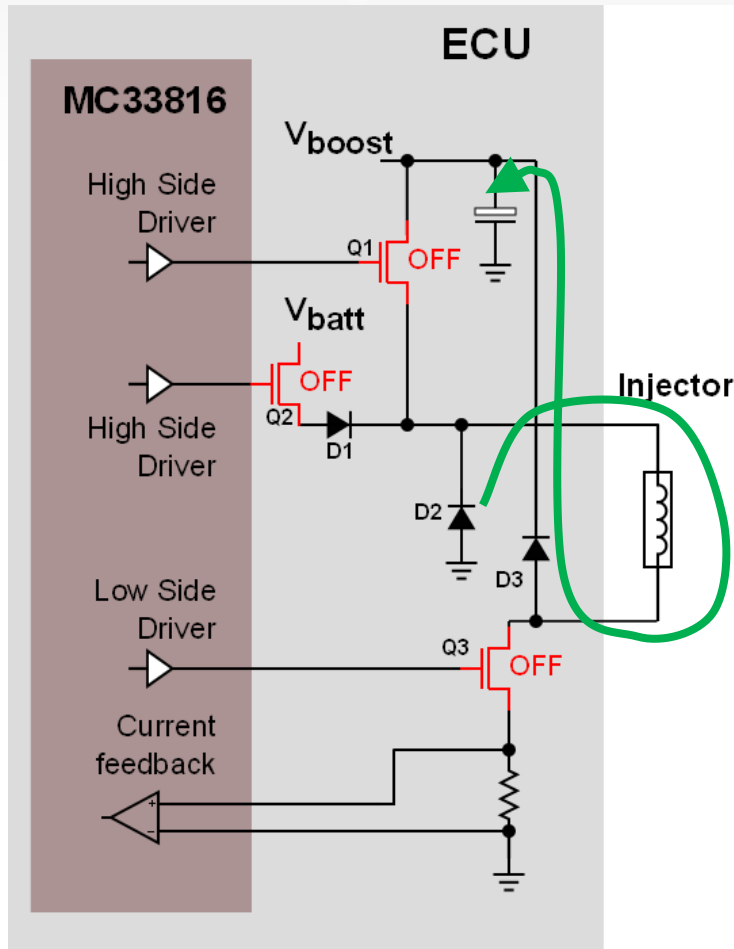 ECU
MC33816
Vboost
High Side
Driver
Q1
OFF
Vbatt
OFF
Injector
High Side
Driver
Q2
D1
D2
D3
Low Side
Driver
Q3
OFF
Current
feedback
+
−